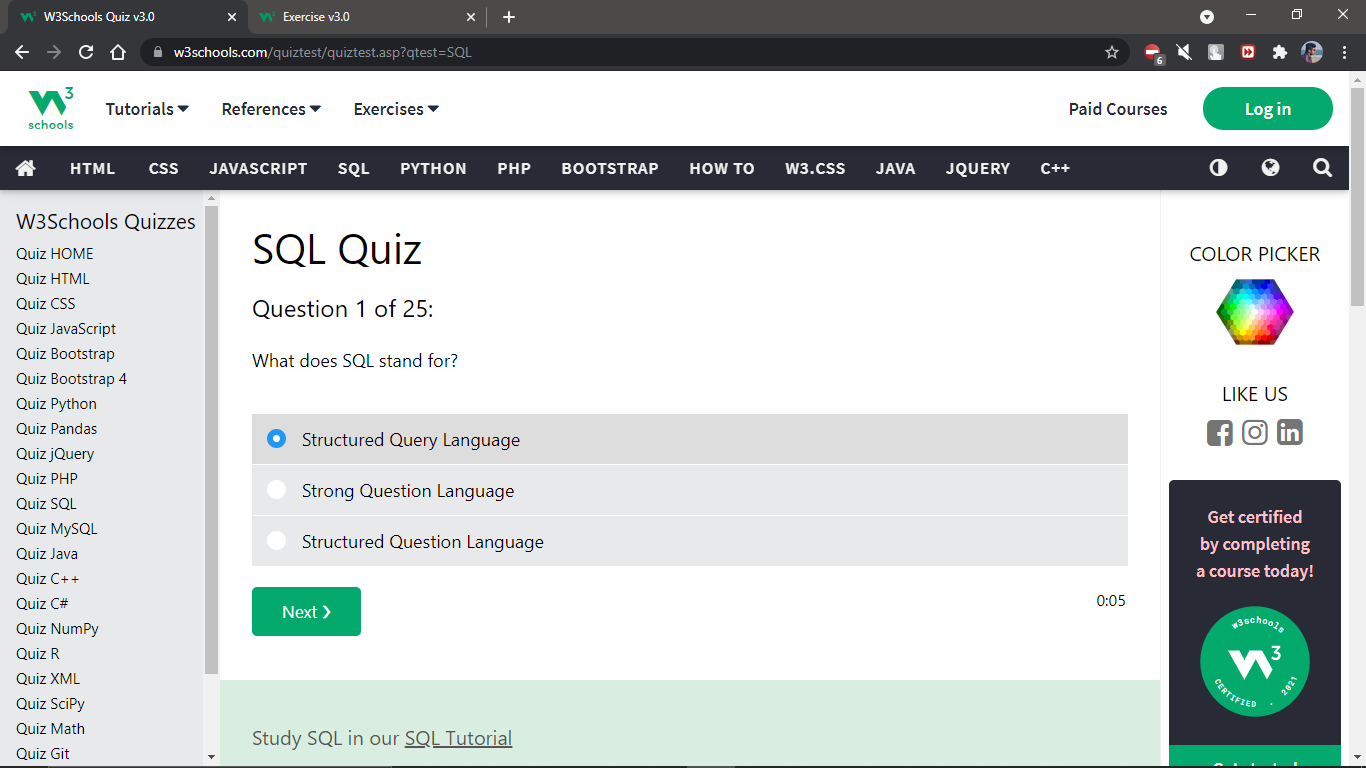 W3Schools Quiz v3.0
Exercise v3.0
w3schools.com/quiztest/quiztest.asp?qtest=SQL
6
3
schools
Tutorials
References
Exercises
Paid Courses
Log in
HTML
CSS
JAVASCRIPT
SQL
PYTHON
PHP
BOOTSTRAP
HOW TO
W3.CSS
JAVA
JQUERY
C++
W3Schools Quizzes
Quiz HOME
Quiz HTML
Quiz CSS
Quiz JavaScript
Quiz Bootstrap
Quiz Bootstrap 4
Quiz Python
Quiz Pandas
Quiz jQuery
Quiz PHP
Quiz SQL
Quiz MySQL
Quiz Java
Quiz C++
Quiz C#
Quiz NumPy
Quiz R
Quiz XML
Quiz SciPy
Quiz Math
Quiz Git
SQL Quiz
Question 1 of 25:
What does SQL stand for?
Structured Query Language
Strong Question Language
Structured Question Language
Next ❯
0:05
Study SQL in our SQL Tutorial
COLOR PICKER
LIKE US
Get certified
by completing
a course today!
w3schools
3
CERTIFIED . 2021